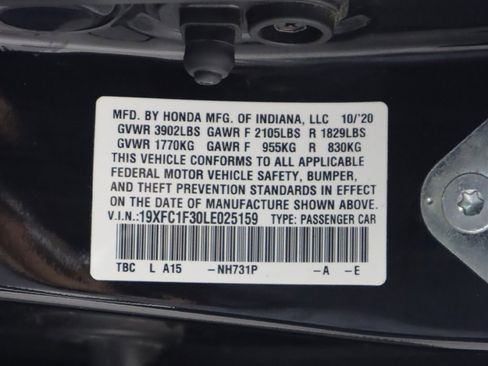 MFD. BY HONDA MFG. OF INDIANA, LLC 10/'20
GVWR 3902LBS GAWR F 2105LBS R 1829LBS
GVWR 1770KG GAWR F 955KG R 830KG
THIS VEHICLE CONFORMS TO ALL APPLICABLE
FEDERAL MOTOR VEHICLE SAFETY, BUMPER,
AND THEFT PREVENTION STANDARDS IN EFFECT
ON THE DATE OF MANUFACTURE SHOWN ABOVE.
V.I.N.:19XFC1F30LE025159 TYPE: PASSENGER CAR
TBC L A15 -NH731P -A -E